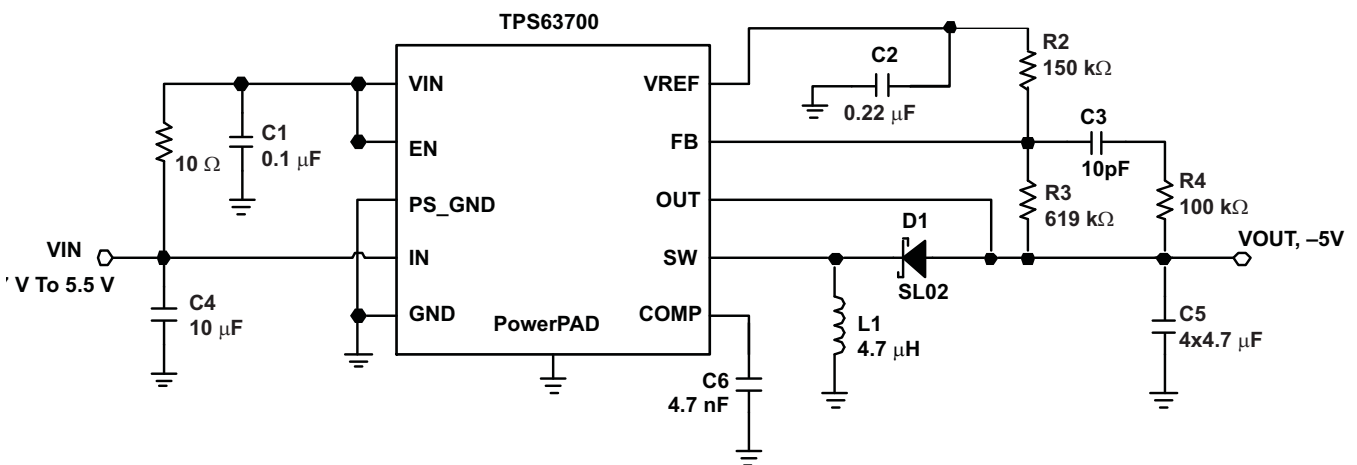 TPS63700
R2
150 kΩ
C2
0.22 μF
VIN
VREF
C1
0.1 μF
10 Ω
EN
FB
C3
10pF
PS_GND
OUT
R3
619 kΩ
R4
100 kΩ
D1
SL02
VIN
V To 5.5 V
IN
SW
VOUT, –5V
C4
10 μF
GND
PowerPAD
COMP
L1
4.7 μH
C5
4x4.7 μF
C6
4.7 nF